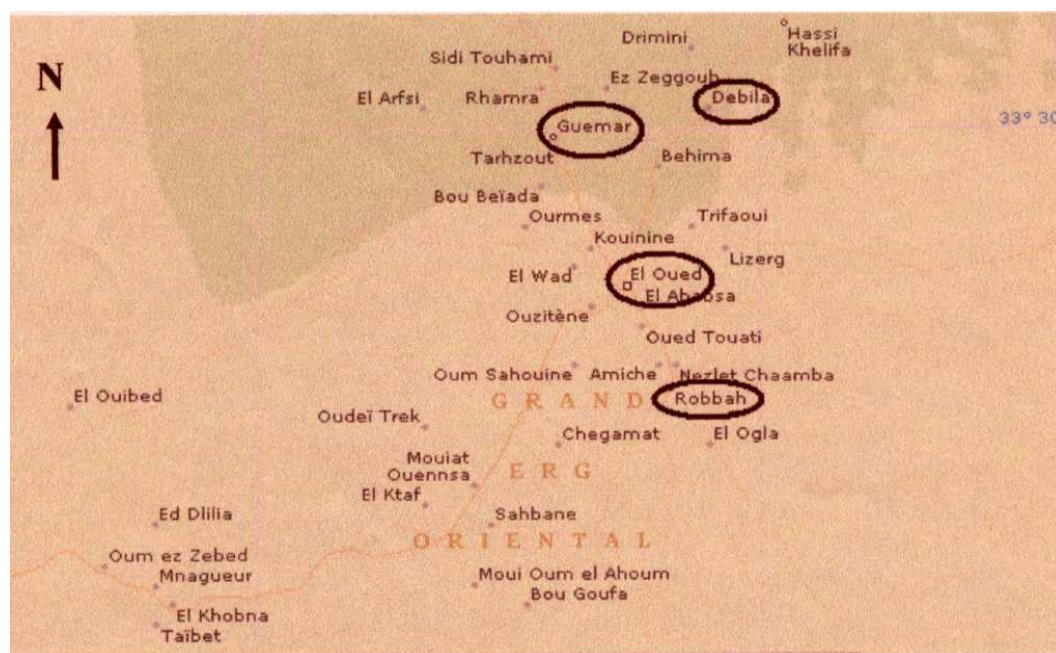 Hassi
Khelifa
Drimini
Sidi Touhami
N
Ez Zeggoub
El Arfsi
Rhamra
Debila
33° 30
Guemar
Tarhzout
Behima
Bou Beïada
Ourmes
Trifaoui
Kouinine
Lizerg
El Wad
El Oued
El Ababsa
Ouzitène
Oued Touati
Oum Sahouine
Amiche
Nezlet Chaamba
El Ouibed
GRAND
Robbah
Oudeï Trek
Chegamat
El Ogla
Mouiat
Ouennsa
ERG
El Ktaf
Ed Dlilia
Sahbane
ORIENTAL
Oum ez Zebed
Mnagueur
Moui Oum el Ahoum
Bou Goufa
El Khobna
Taïbet